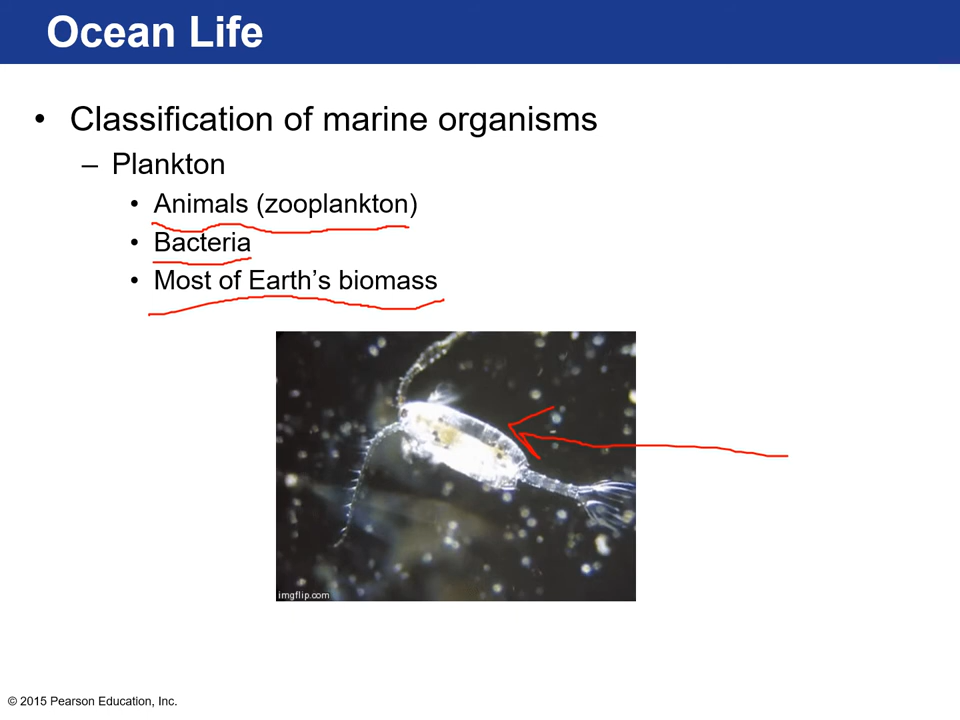 Ocean Life
• Classification of marine organisms
– Plankton
• Animals (zooplankton)
• Bacteria
• Most of Earth’s biomass
imgflip.com
© 2015 Pearson Education, Inc.